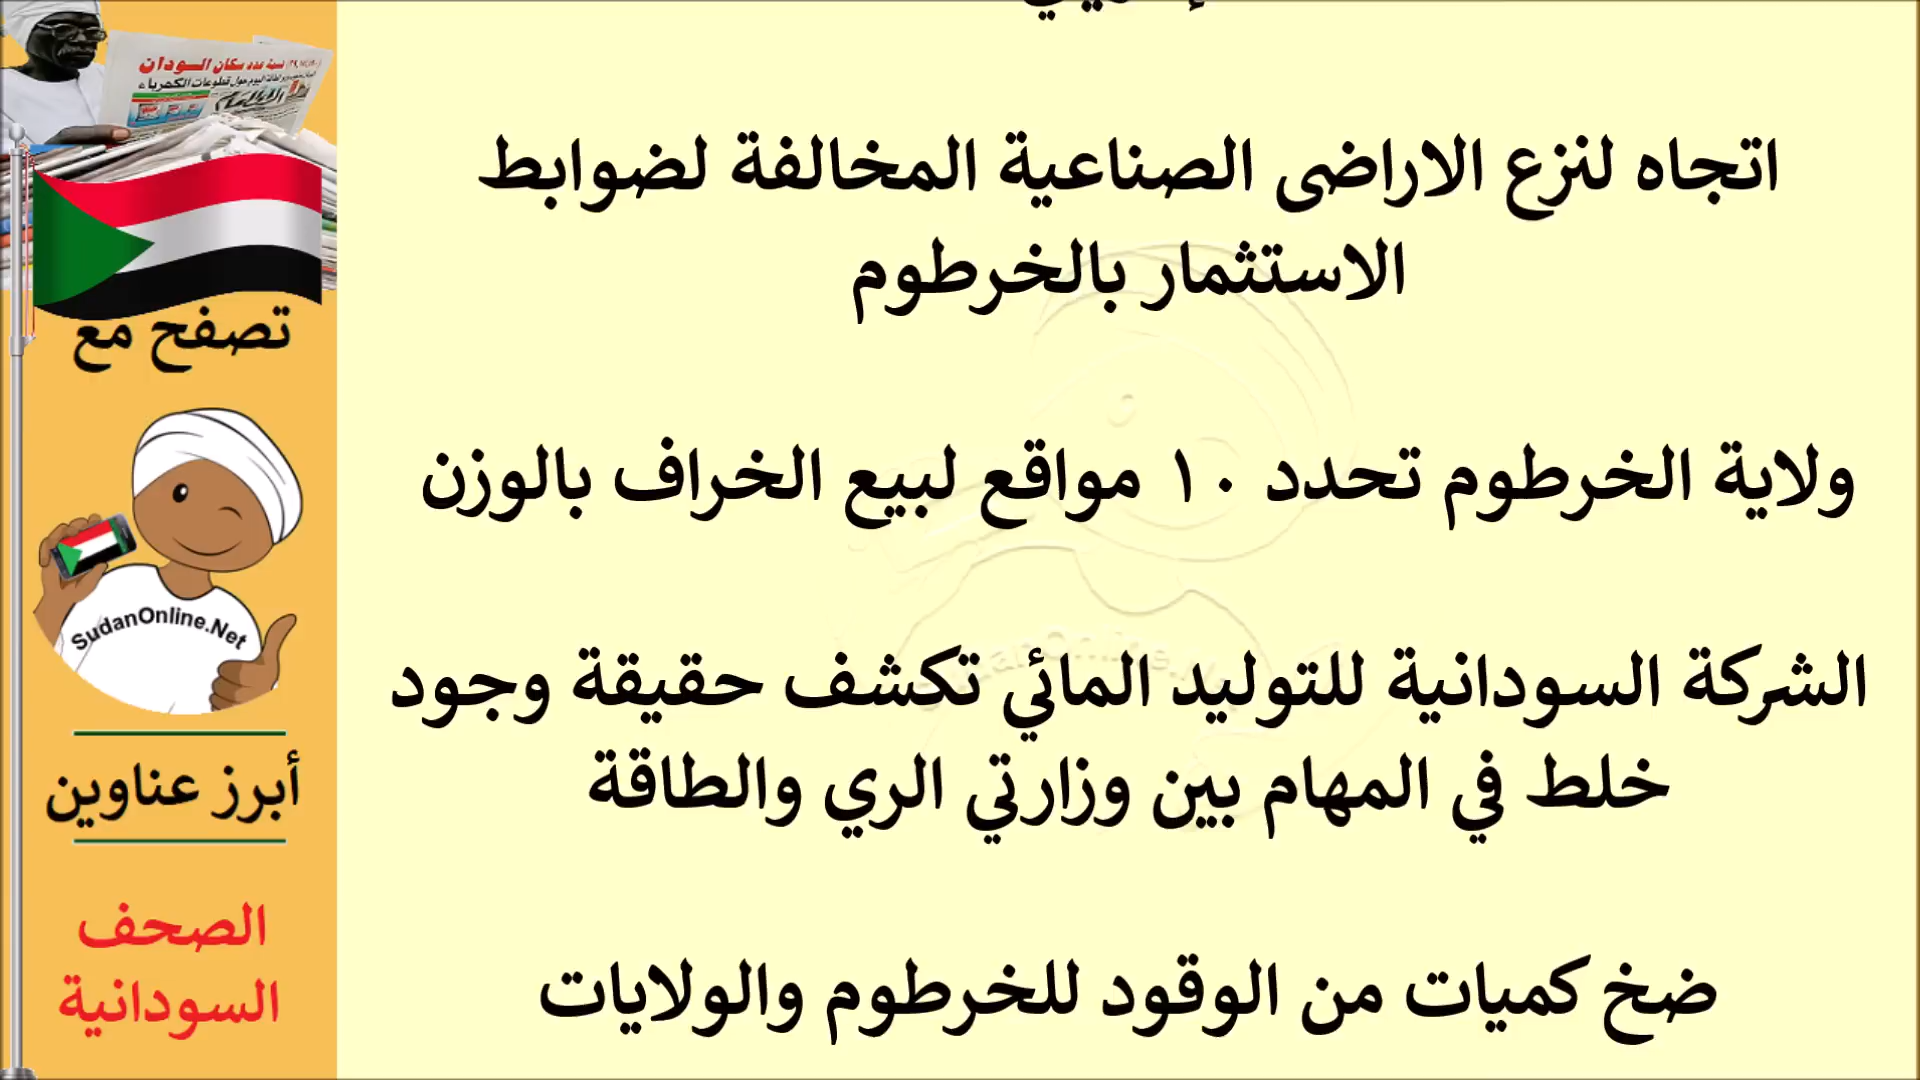 اتجاه لنزع الاراضى الصناعية المخالفة لضوابط
الاستثمار بالخرطوم
ولاية الخرطوم تحدد ١٠ مواقع لبيع الخراف بالوزن
الشركة السودانية للتوليد المائي تكشف حقيقة وجود
خلط في المهام بين وزارتي الري والطاقة
ضخ كميات من الوقود للخرطوم والولايات
تصفح مع
SudanOnline.Net
أبرز عناوين
الصحف
السودانية